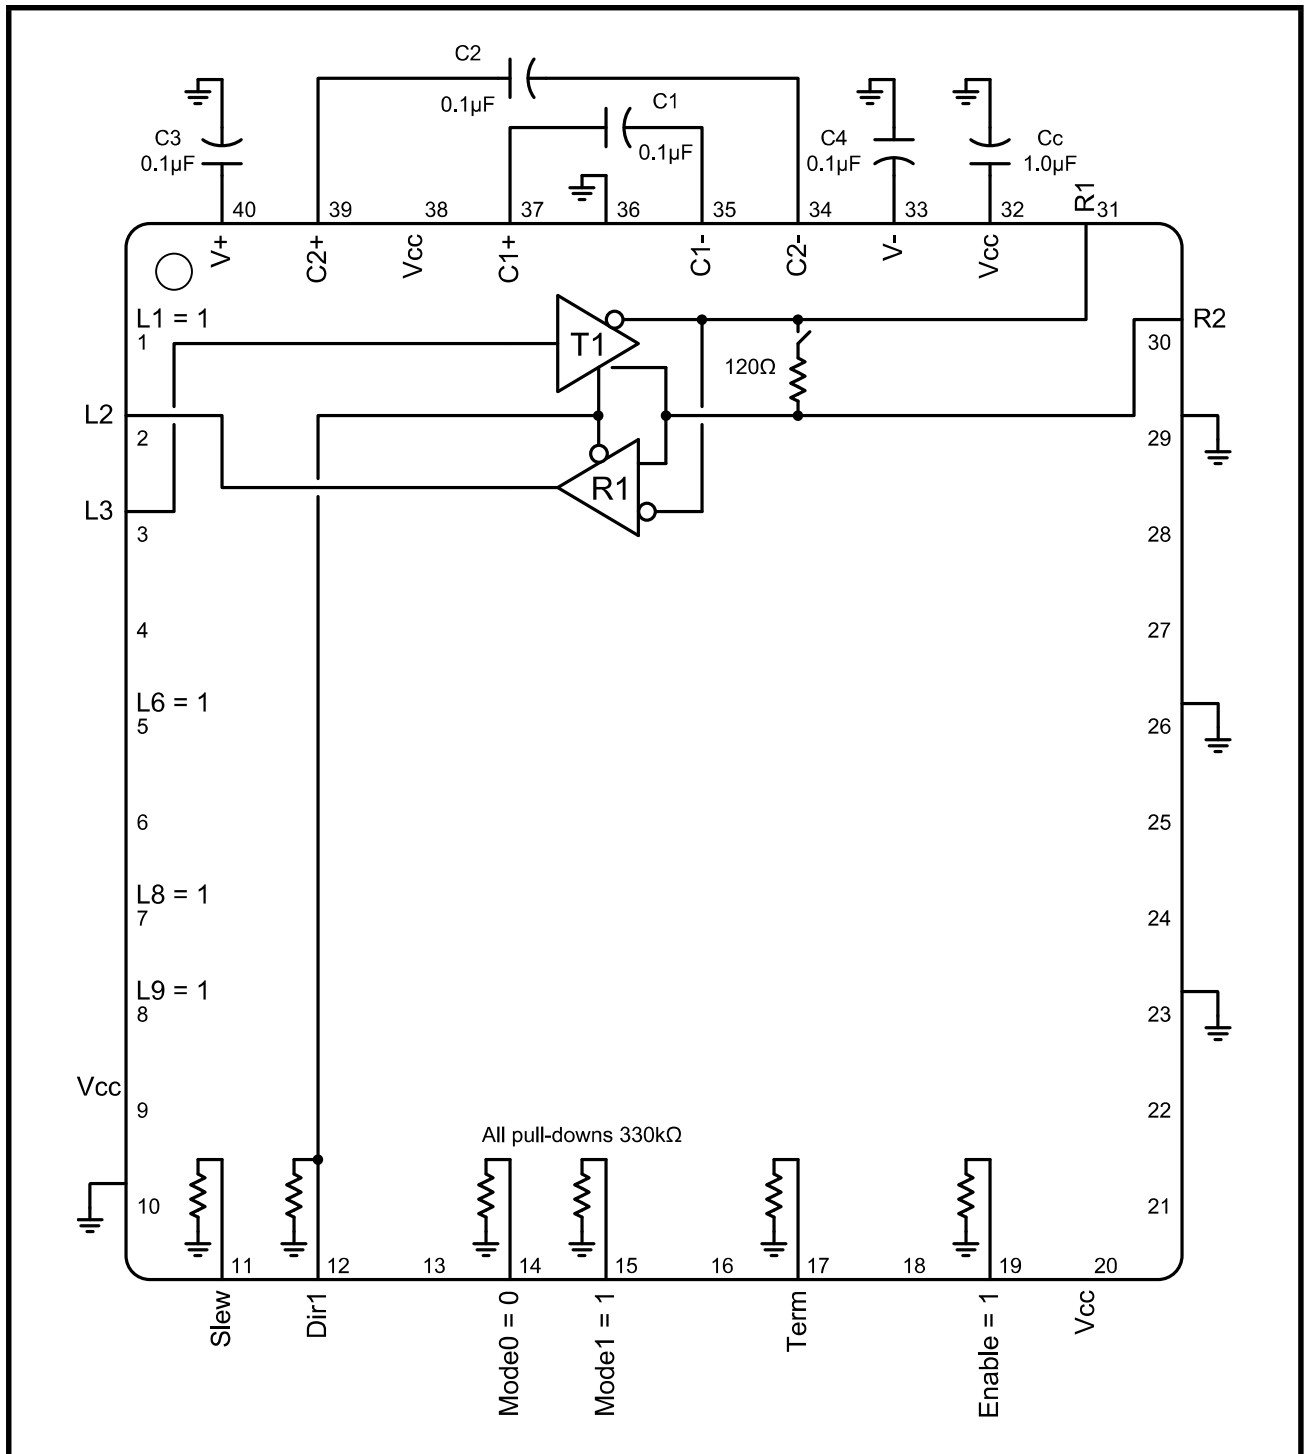 C2
0.1µF
C1
0.1µF
C3
0.1µF
C4
0.1µF
Cc
1.0µF
R1
40 39 38 37 36 35 34 33 32 31
V+ C2+ Vcc C1+ C1- C2- V- Vcc
L1 = 1
1
T1
120Ω
R2
30
L2
2
29
R1
L3
3
28
4
27
L6 = 1
5
26
6
25
L8 = 1
7
24
L9 = 1
8
23
Vcc
9
22
All pull-downs 330kΩ
10
21
11 12 13 14 15 16 17 18 19 20
Slew Dir1 Mode0 = 0 Mode1 = 1 Term Enable = 1 Vcc